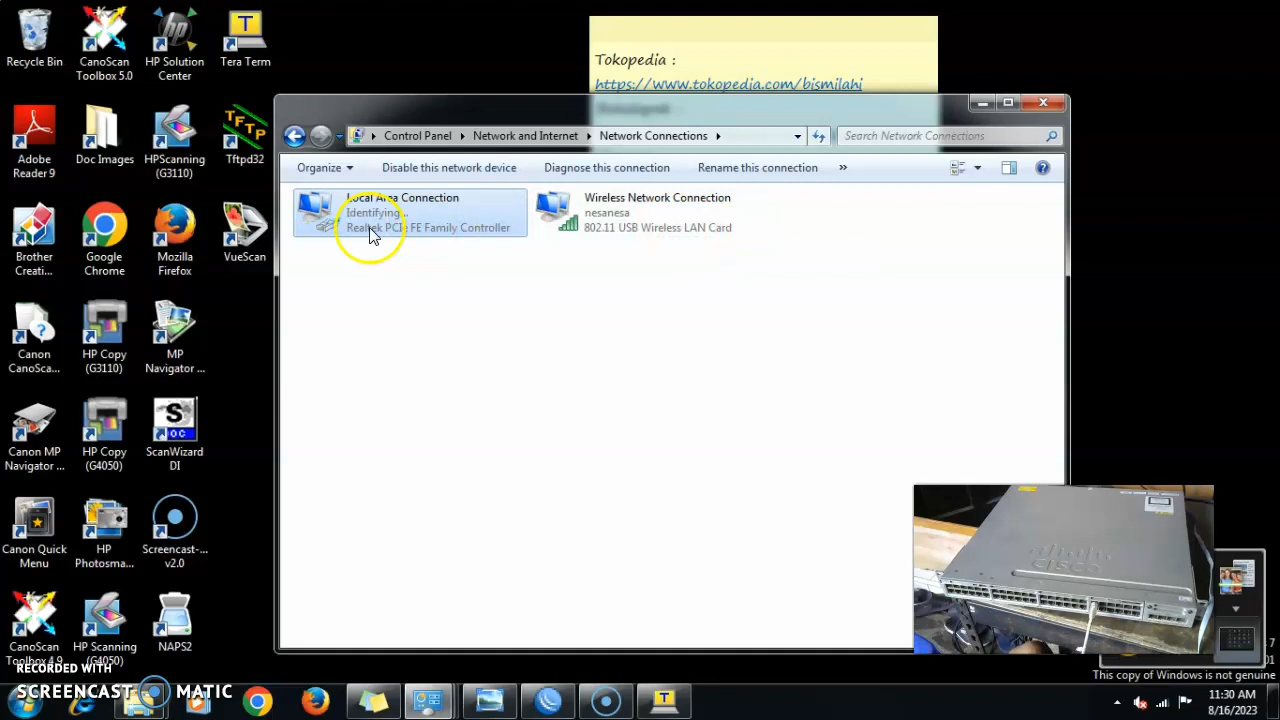 Recycle Bin
CanoScan
Toolbox 5.0
HP Solution
Center
Tera Term
Adobe
Reader 9
Doc Images
HPScanning
(G3110)
Tftpd32
Brother
Creati...
Google
Chrome
Mozilla
Firefox
VueScan
Canon
CanoSca...
HP Copy
(G3110)
MP
Navigator ...
Canon MP
Navigator ...
HP Copy
(G4050)
ScanWizard
DI
Canon Quick
Menu
HP
Photosma...
Screencast-...
v2.0
CanoScan
Toolbox 4.9
HP Scanning
(G4050)
NAPS2
Tokopedia :
https://www.tokopedia.com/bismilahi
Control Panel
Network and Internet
Network Connections
Search Network Connections
Organize
Disable this network device
Diagnose this connection
Rename this connection
»
Local Area Connection
Identifying...
Realtek PCIe FE Family Controller
Wireless Network Connection
nesanesa
802.11 USB Wireless LAN Card
CISCO
This copy of Windows is not genuine
RECORDED WITH
SCREENCAST MATIC
11:30 AM
8/16/2023